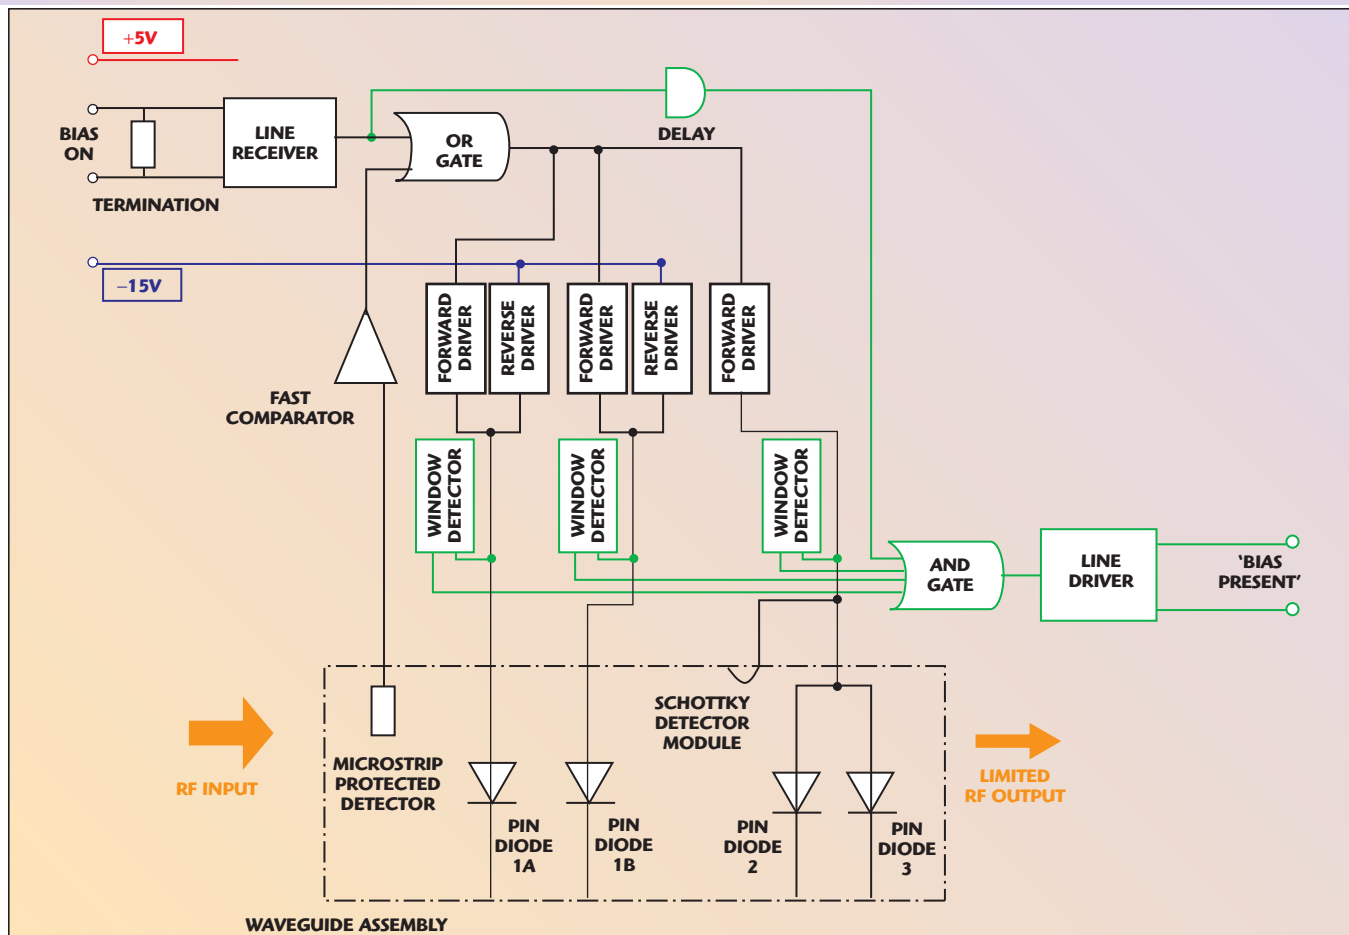 +5V
BIAS
ON
LINE
RECEIVER
OR
GATE
DELAY
TERMINATION
−15V
FORWARD
DRIVER
REVERSE
DRIVER
FORWARD
DRIVER
REVERSE
DRIVER
FORWARD
DRIVER
FAST
COMPARATOR
WINDOW
DETECTOR
WINDOW
DETECTOR
WINDOW
DETECTOR
AND
GATE
LINE
DRIVER
‘BIAS
PRESENT’
RF INPUT
MICROSTRIP
PROTECTED
DETECTOR
SCHOTTKY
DETECTOR
MODULE
LIMITED
RF OUTPUT
PIN
DIODE
1A
PIN
DIODE
1B
PIN
DIODE
2
PIN
DIODE
3
WAVEGUIDE ASSEMBLY